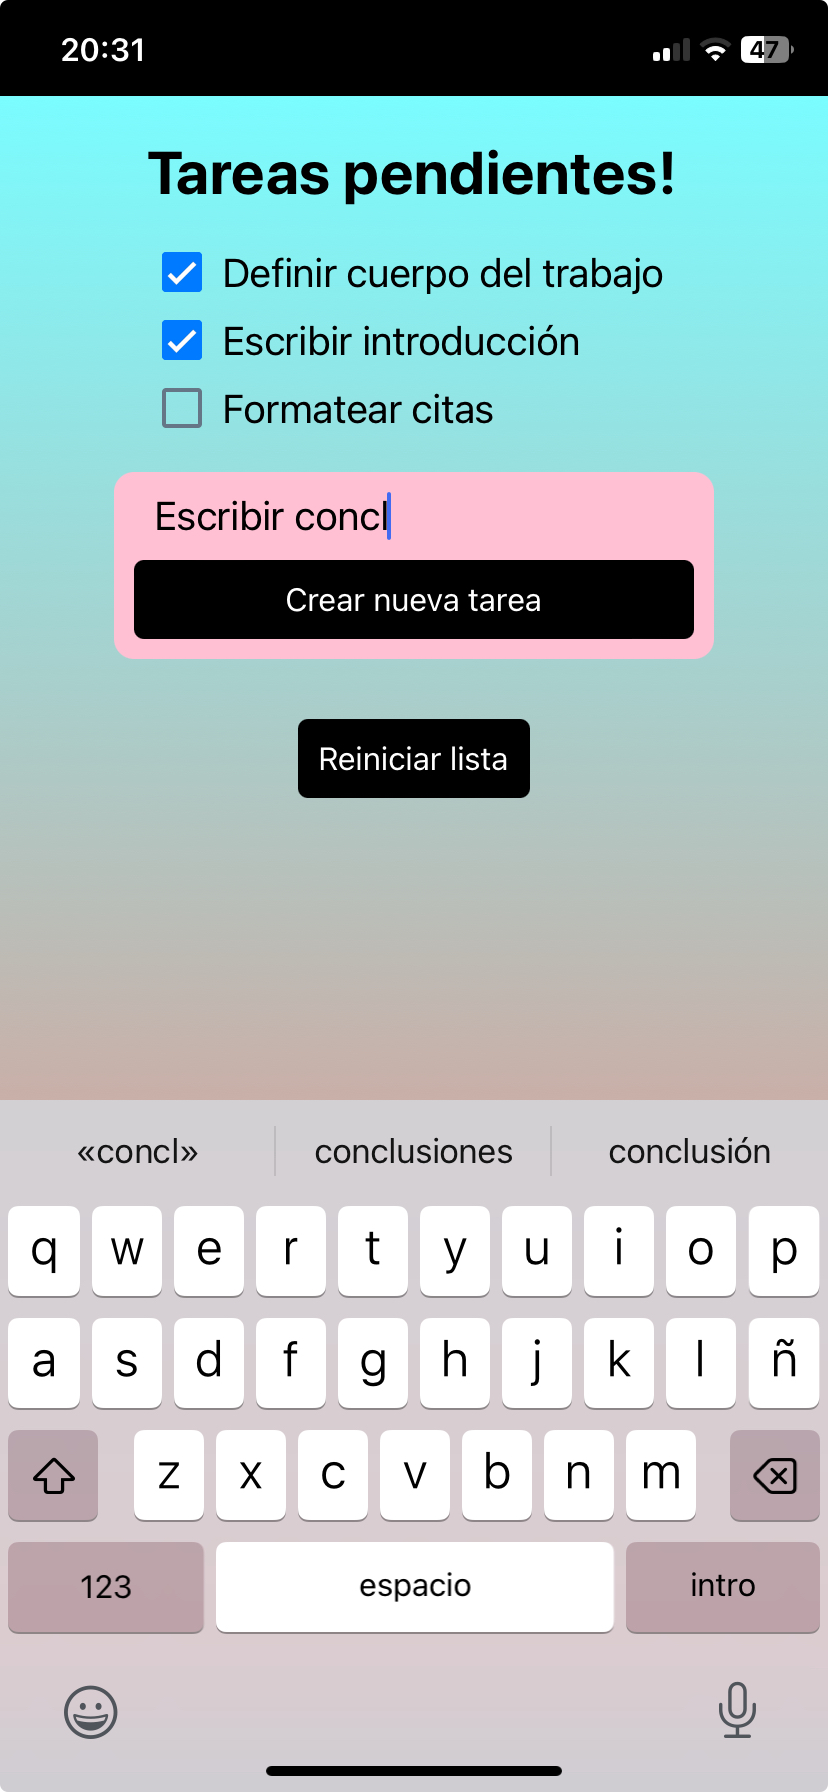 20:31
47
Tareas pendientes!
Definir cuerpo del trabajo
Escribir introducción
Formatear citas
Escribir concl
Crear nueva tarea
Reiniciar lista
«concl» conclusiones conclusión
q w e r t y u i o p
a s d f g h j k l ñ
z x c v b n m
123 espacio intro